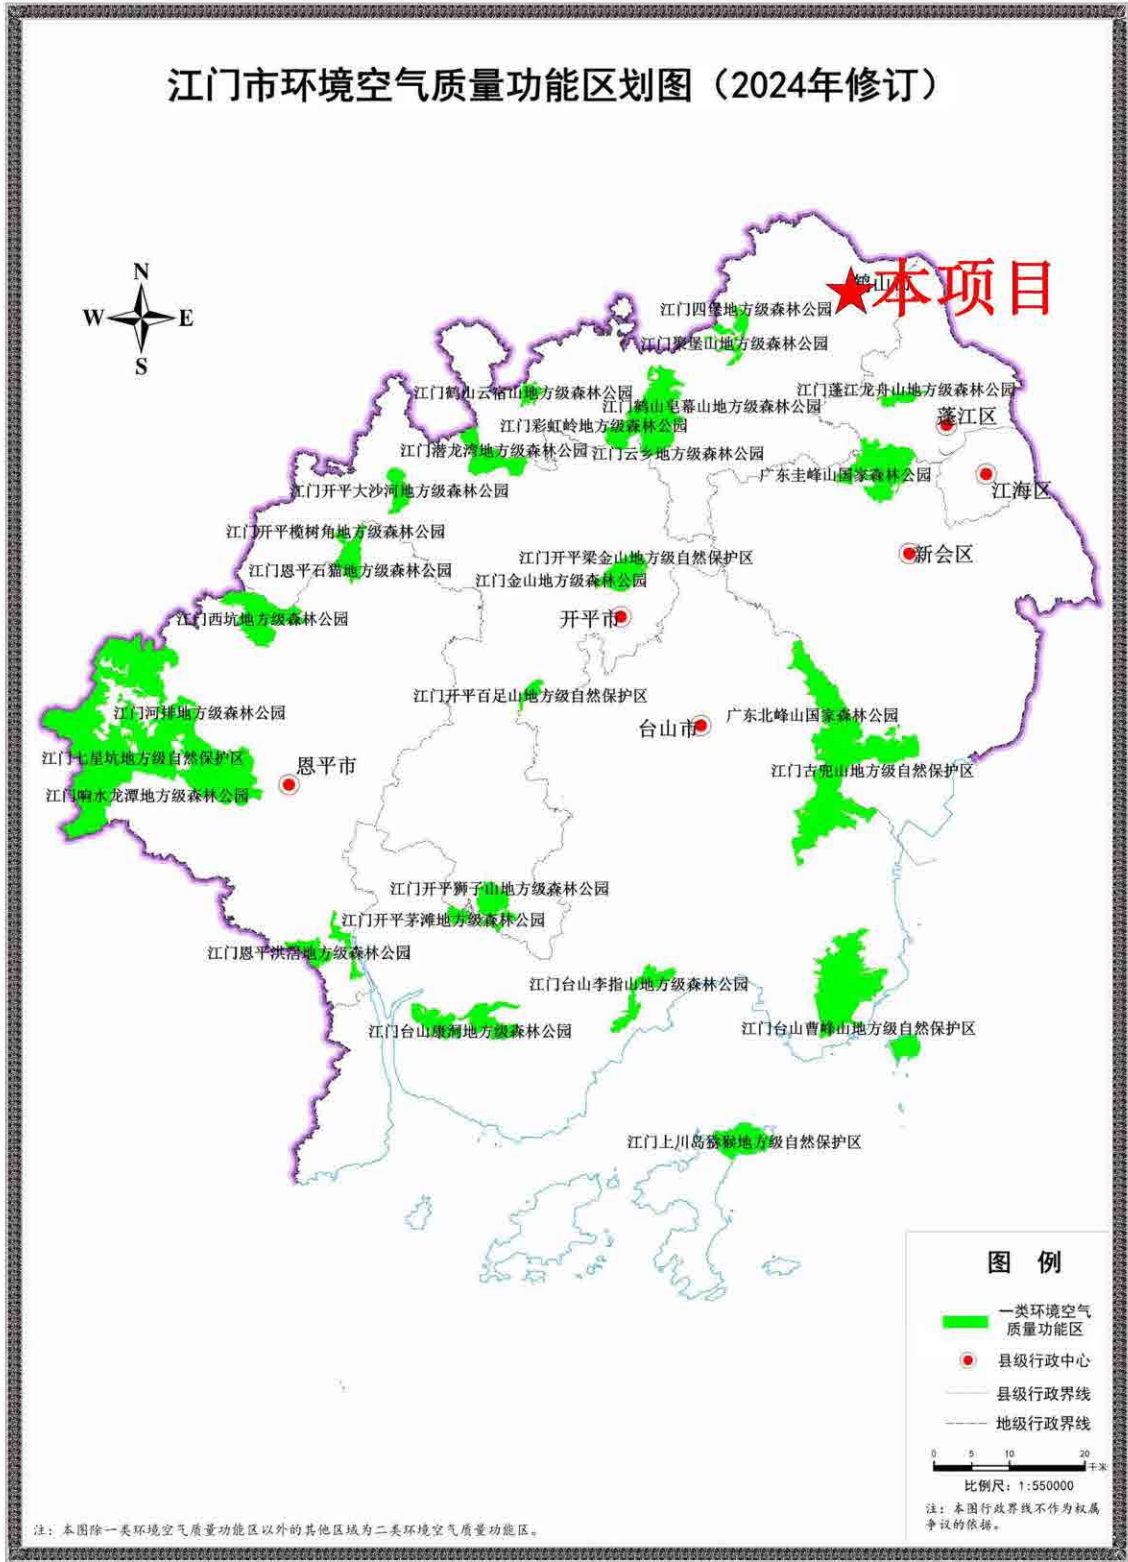 江门市环境空气质量功能区划图（2024年修订）
N
W
E
S
鹤山市
本项目
江门四堡地方级森林公园
江门聚堡山地方级森林公园
江门鹤山云宿山地方级森林公园
江门蓬江龙舟山地方级森林公园
江门鹤山皂幕山地方级森林公园
蓬江区
江门彩虹岭地方级森林公园
江门潜龙湾地方级森林公园
江门云乡地方级森林公园
广东圭峰山国家森林公园
江门开平大沙河地方级森林公园
江海区
江门开平榄树角地方级森林公园
江门开平梁金山地方级自然保护区
新会区
江门恩平石猫地方级森林公园
江门金山地方级森林公园
江门西坑地方级森林公园
开平市
江门开平百足山地方级自然保护区
江门河排地方级森林公园
广东北峰山国家森林公园
台山市
江门七星坑地方级自然保护区
恩平市
江门古兜山地方级自然保护区
江门响水龙潭地方级森林公园
江门开平狮子山地方级森林公园
江门开平茅滩地方级森林公园
江门恩平洪滘地方级森林公园
江门台山李指山地方级森林公园
江门台山康洞地方级森林公园
江门台山曹峰山地方级自然保护区
江门上川岛猕猴地方级自然保护区
图 例
一类环境空气
质量功能区
县级行政中心
县级行政界线
地级行政界线
0 5 10 20
千米
比例尺：1:550000
注：本图行政界线不作为权属
争议的依据。
注：本图除一类环境空气质量功能区以外的其他区域为二类环境空气质量功能区。